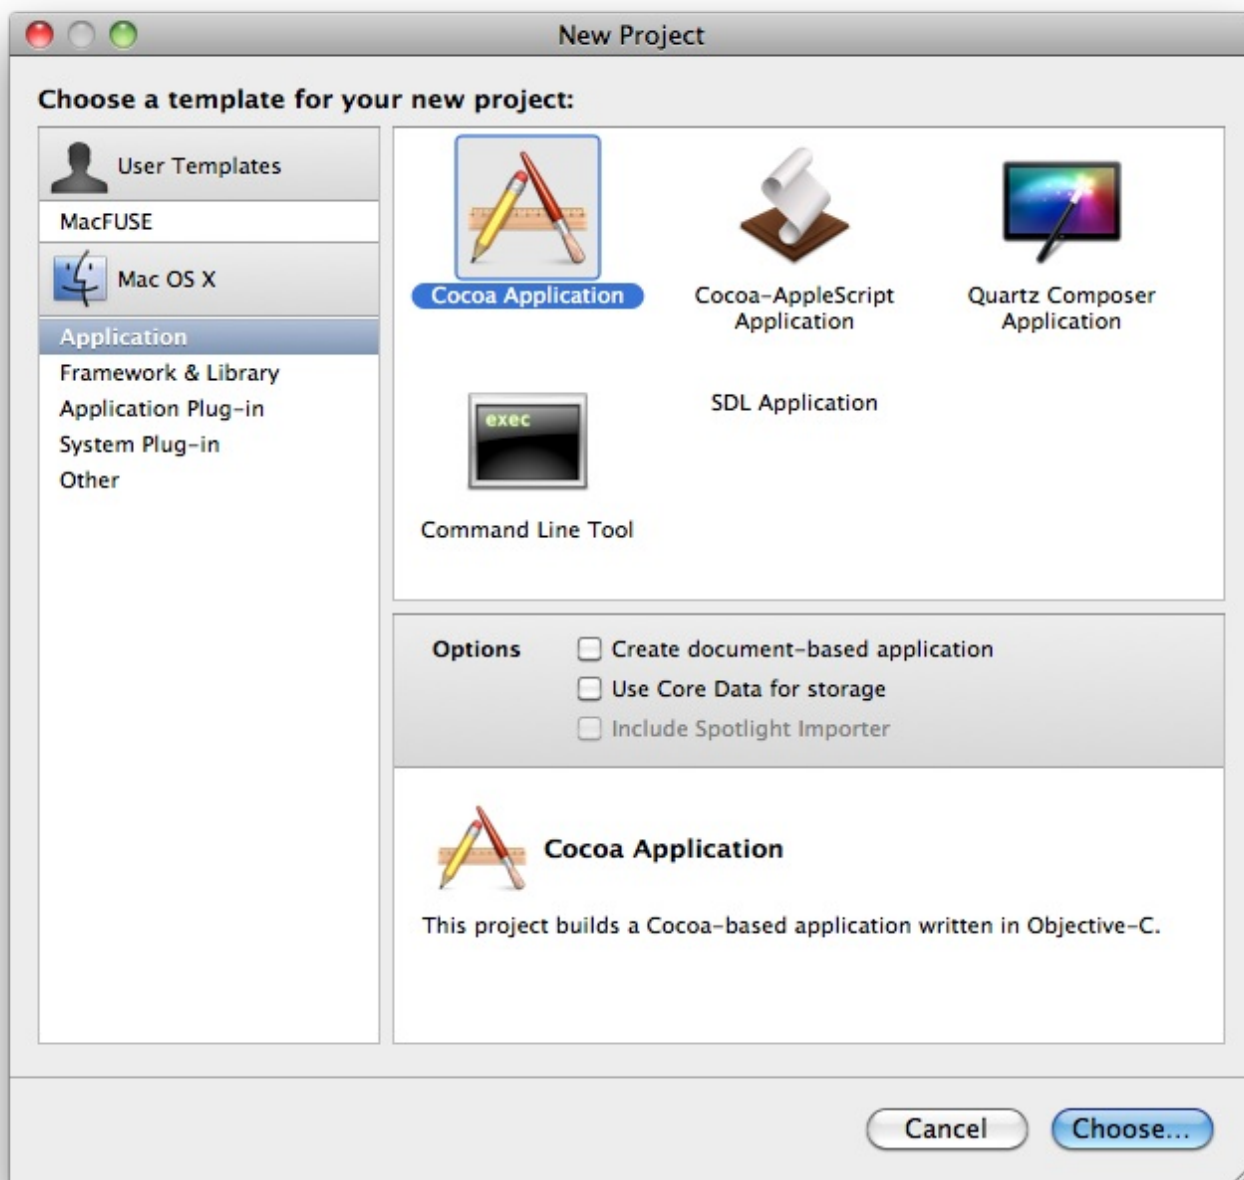 New Project
Choose a template for your new project:
User Templates
MacFUSE
Mac OS X
Application
Framework & Library
Application Plug-in
System Plug-in
Other
Cocoa Application
Cocoa-AppleScript
Application
Quartz Composer
Application
exec
Command Line Tool
SDL Application
Options
Create document-based application
Use Core Data for storage
Include Spotlight Importer
Cocoa Application
This project builds a Cocoa-based application written in Objective-C.
Cancel
Choose...